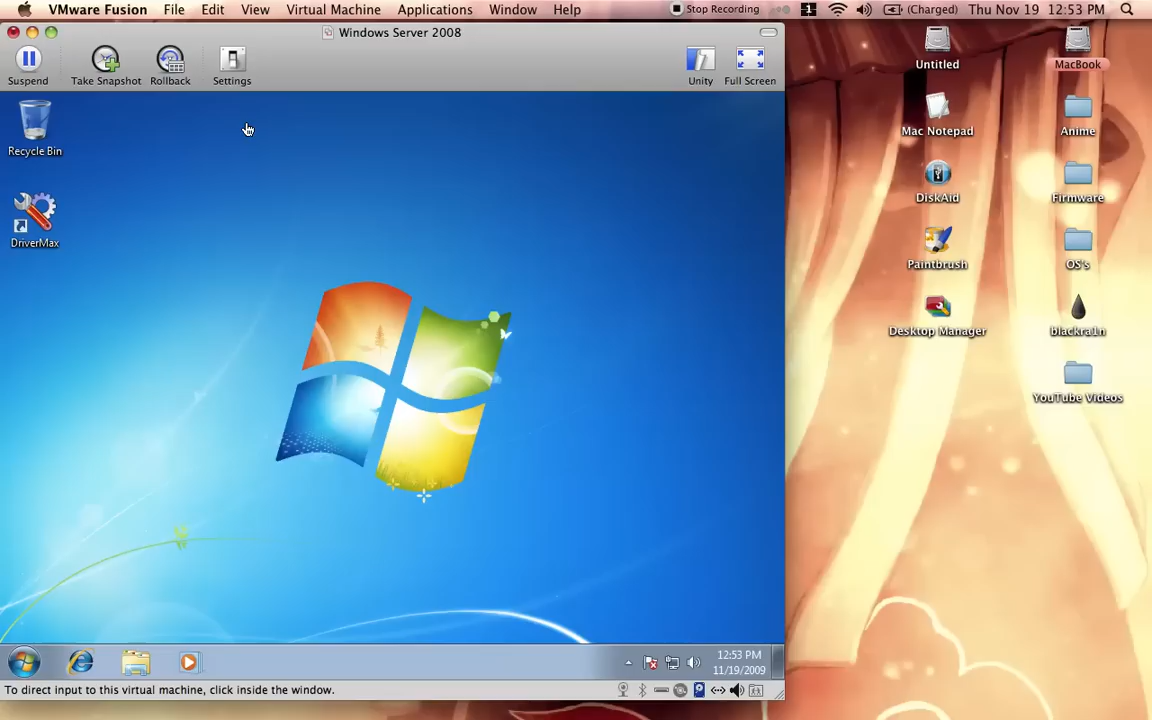 VMware Fusion File Edit View Virtual Machine Applications Window Help Stop Recording 1 (Charged) Thu Nov 19 12:53 PM
Windows Server 2008
Suspend Take Snapshot Rollback Settings Unity Full Screen
Recycle Bin
DriverMax
Untitled
MacBook
Mac Notepad
Anime
DiskAid
Firmware
Paintbrush
OS's
Desktop Manager
blackra1n
YouTube Videos
12:53 PM
11/19/2009
To direct input to this virtual machine, click inside the window.